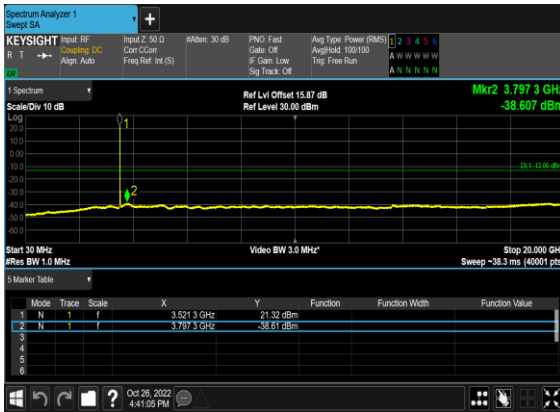 Spectrum Analyzer 1
Swept SA
KEYSIGHT Input: RF Input Z: 50 Ω #Atten: 30 dB PNO: Fast Avg Type: Power (RMS) 1 2 3 4 5 6
R T Coupling: DC Corr CCorr Gate: Off Avg|Hold: 100/100 A W W W W W
Align: Auto Freq Ref: Int (S) IF Gain: Low Trig: Free Run
LW Sig Track: Off A N N N N N
1 Spectrum Ref Lvl Offset 15.87 dB Mkr2 3.797 3 GHz
Scale/Div 10 dB Ref Level 30.00 dBm -38.607 dBm
Log
1
20.0
10.0
0.00
-10.0
DL1 -13.00 dBm
-20.0
-30.0
2
-40.0
-50.0
-60.0
Start 30 MHz Video BW 3.0 MHz* Stop 20.000 GHz
#Res BW 1.0 MHz Sweep ~38.3 ms (40001 pts)
5 Marker Table
Mode Trace Scale X Y Function Function Width Function Value
1 N 1 f 3.521 3 GHz 21.32 dBm
2 N 1 f 3.797 3 GHz -38.61 dBm
3
4
5
6
? Oct 26, 2022
4:41:05 PM